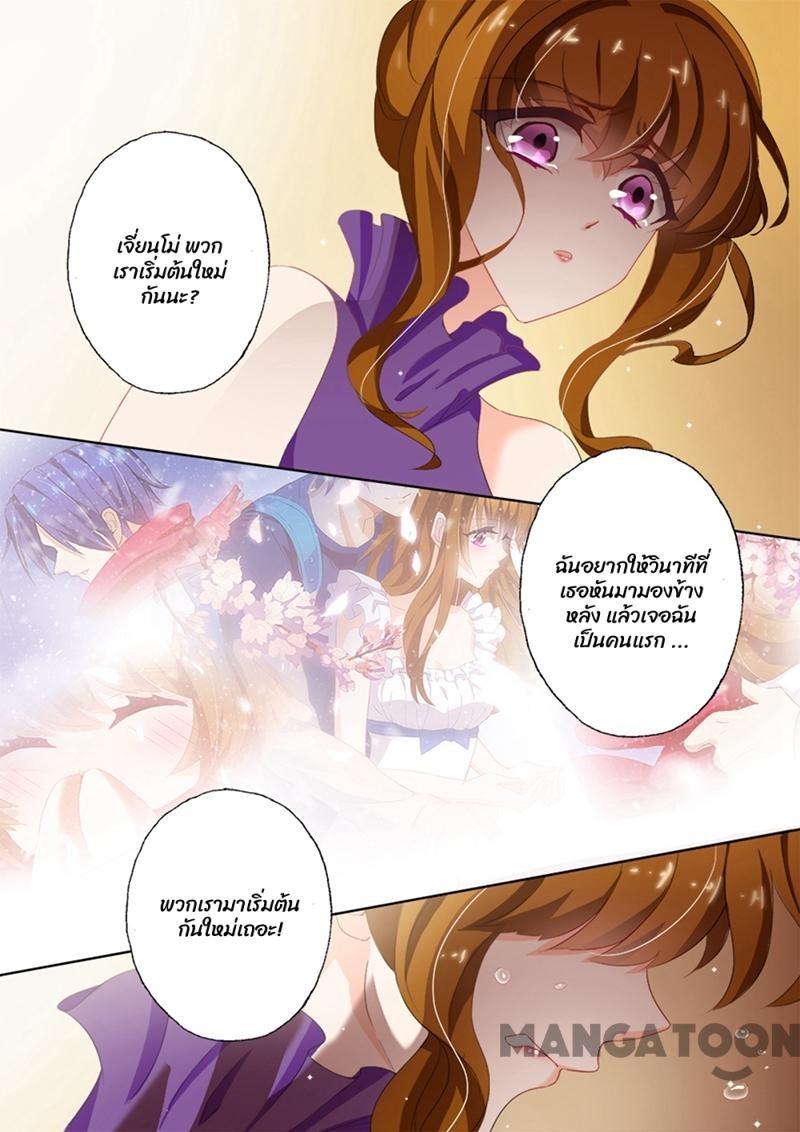 เจี่ยนโม่ พวก
เราเริ่มต้นใหม่
กันนะ?
ฉันอยากให้วินาทีที่
เธอหันมามองข้าง
หลัง แล้วเจอฉัน
เป็นคนแรก ...
พวกเรามาเริ่มต้น
กันใหม่เถอะ!
MANGATOON